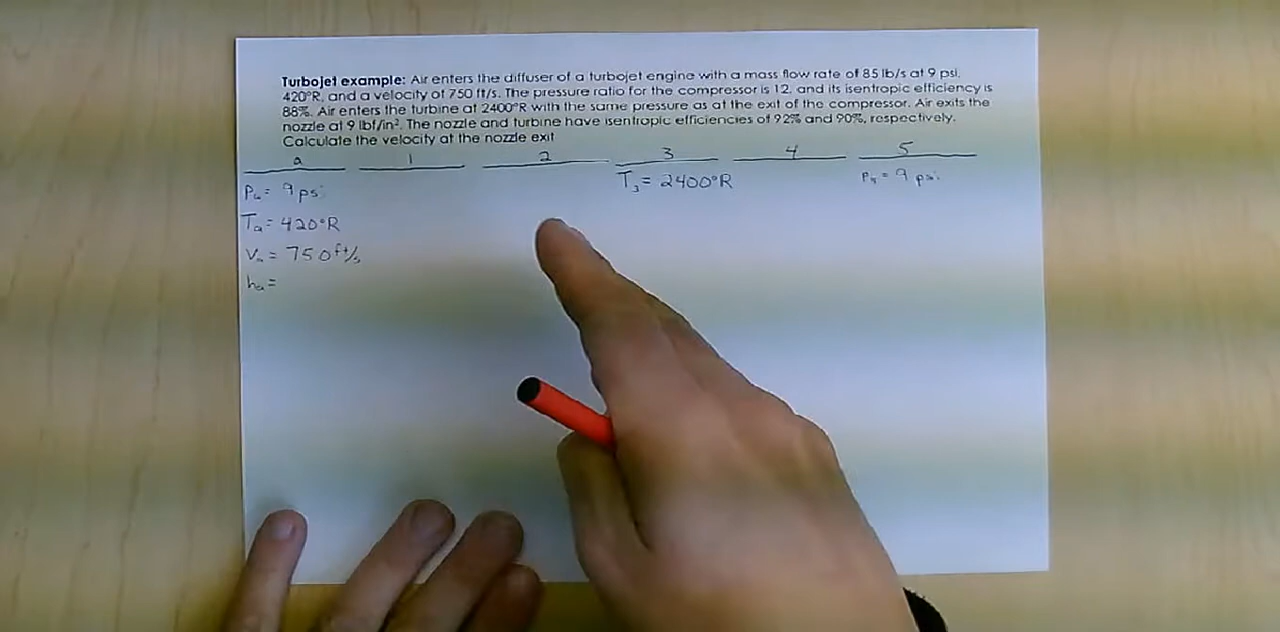 Turbojet example: Air enters the diffuser of a turbojet engine with a mass flow rate of 85 lb/s at 9 psi,
420°R, and a velocity of 750 ft/s. The pressure ratio for the compressor is 12, and its isentropic efficiency is
88%. Air enters the turbine at 2400°R with the same pressure as at the exit of the compressor. Air exits the
nozzle at 9 lbf/in². The nozzle and turbine have isentropic efficiencies of 92% and 90%, respectively.
Calculate the velocity at the nozzle exit
a 1 2 3 4 5
Pa = 9 psi T3 = 2400°R P5 = 9 psi
Ta = 420°R
Va = 750 ft/s
ha =